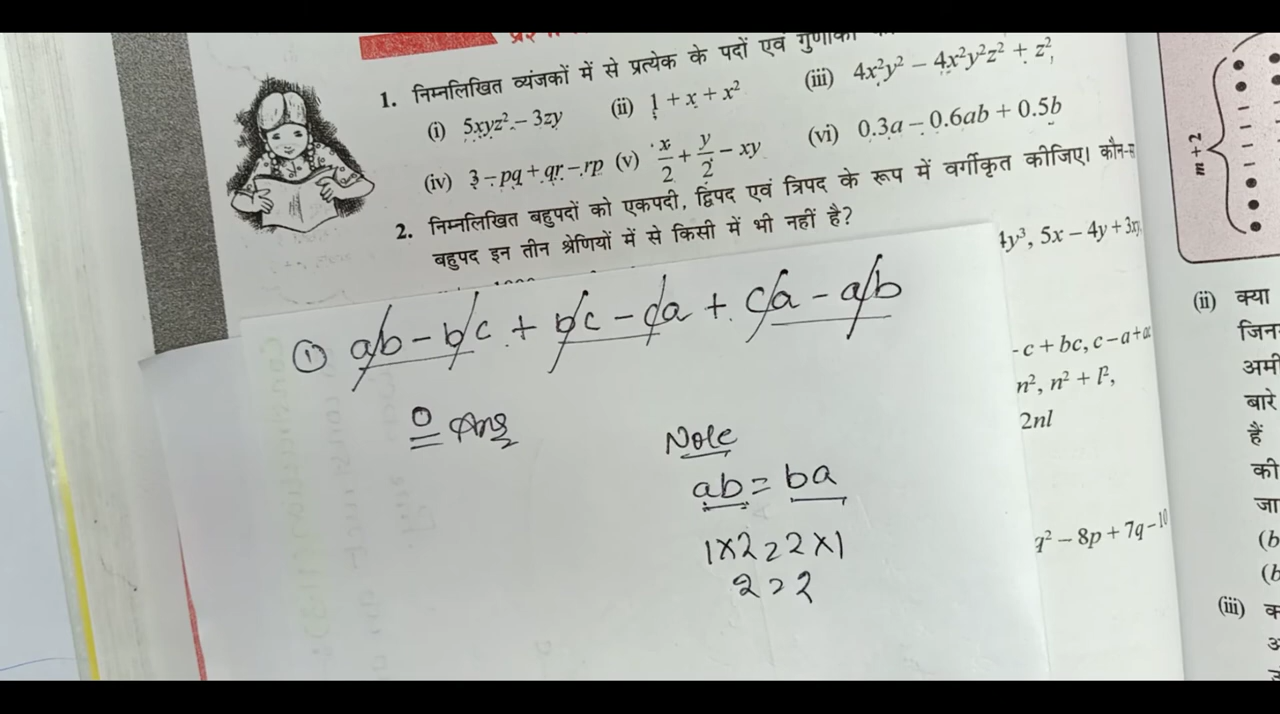 1. निम्नलिखित व्यंजकों में से प्रत्येक के पदों एवं गुणांकों
(i) 5xyz² – 3zy (ii) 1 + x + x² (iii) 4x²y² – 4x²y²z² + z²,
(iv) 3 – pq + qr – rp (v) x/2 + y/2 – xy (vi) 0.3a – 0.6ab + 0.5b
2. निम्नलिखित बहुपदों को एकपदी, द्विपद एवं त्रिपद के रूप में वर्गीकृत कीजिए। कौन-
बहुपद इन तीन श्रेणियों में से किसी में भी नहीं है?
4y³, 5x – 4y + 3xy,
① ab – bc + bc – ca + ca – ab
0 Ans
Note
ab = ba
1×2 = 2×1
2 = 2
- c + bc, c – a + ac
n², n² + l²,
2nl
q² – 8p + 7q – 10
m + 2
(ii) क्या
जिन
अमी
बारे
हैं
की
जा
(b
(b
(iii)